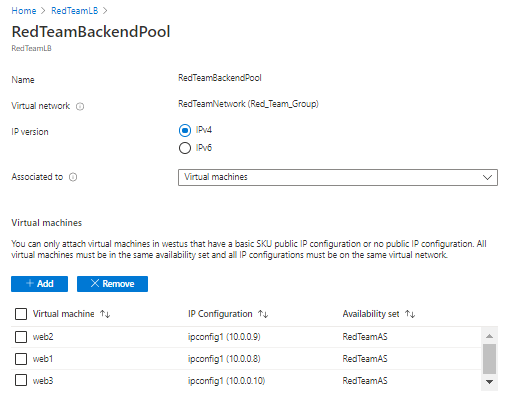 Home > RedTeamLB >
RedTeamBackendPool
RedTeamLB
Name RedTeamBackendPool
Virtual network RedTeamNetwork (Red_Team_Group)
IP version IPv4
IPv6
Associated to Virtual machines
Virtual machines
You can only attach virtual machines in westus that have a basic SKU public IP configuration or no public IP configuration. All
virtual machines must be in the same availability set and all IP configurations must be on the same virtual network.
+ Add × Remove
Virtual machine ↑↓ IP Configuration ↑↓ Availability set ↑↓
web2 ipconfig1 (10.0.0.9) RedTeamAS
web1 ipconfig1 (10.0.0.8) RedTeamAS
web3 ipconfig1 (10.0.0.10) RedTeamAS